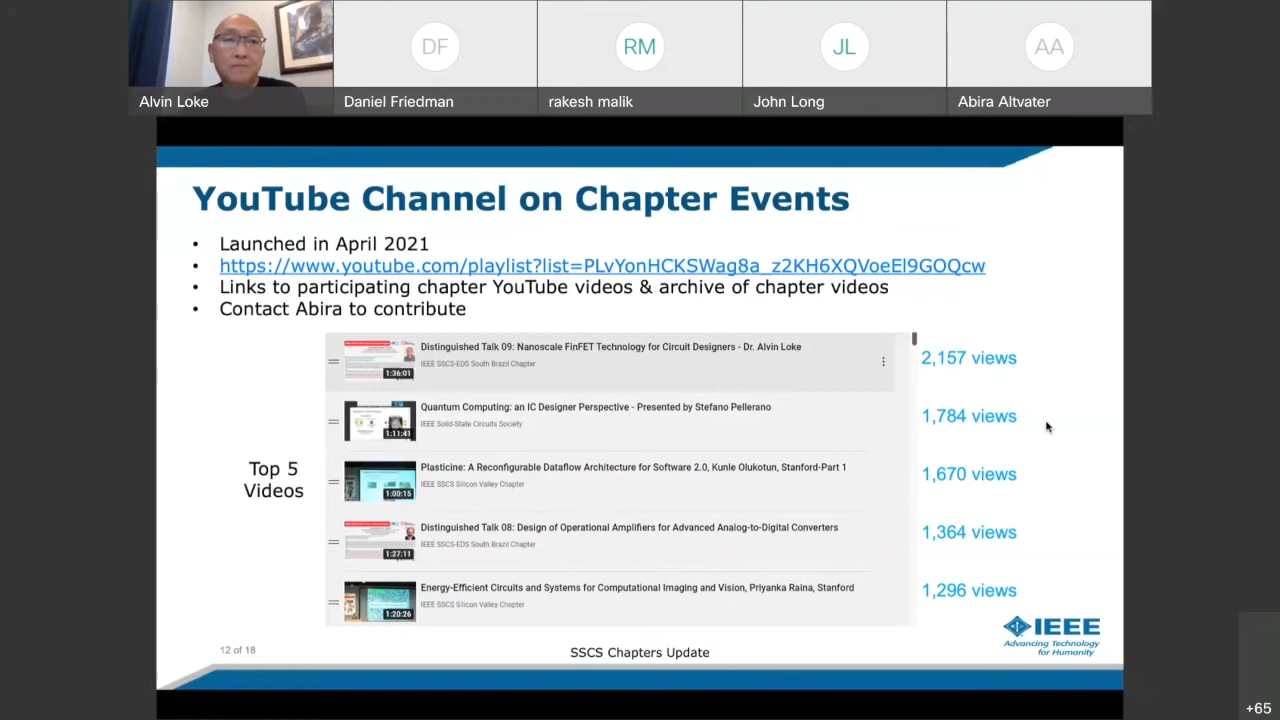 DF
RM
JL
AA
Alvin Loke
Daniel Friedman
rakesh malik
John Long
Abira Altvater
YouTube Channel on Chapter Events
• Launched in April 2021
• https://www.youtube.com/playlist?list=PLvYonHCKSWag8a_z2KH6XQVoeEl9GOQcw
• Links to participating chapter YouTube videos & archive of chapter videos
• Contact Abira to contribute
Top 5
Videos
Distinguished Talk 09: Nanoscale FinFET Technology for Circuit Designers - Dr. Alvin Loke
IEEE SSCS-EDS South Brazil Chapter
1:36:01
2,157 views
Quantum Computing: an IC Designer Perspective - Presented by Stefano Pellerano
IEEE Solid-State Circuits Society
1:11:41
1,784 views
Plasticine: A Reconfigurable Dataflow Architecture for Software 2.0, Kunle Olukotun, Stanford-Part 1
IEEE SSCS Silicon Valley Chapter
1:00:15
1,670 views
Distinguished Talk 08: Design of Operational Amplifiers for Advanced Analog-to-Digital Converters
IEEE SSCS-EDS South Brazil Chapter
1:27:11
1,364 views
Energy-Efficient Circuits and Systems for Computational Imaging and Vision, Priyanka Raina, Stanford
IEEE SSCS Silicon Valley Chapter
1:20:26
1,296 views
IEEE
Advancing Technology
for Humanity
12 of 18
SSCS Chapters Update
+65